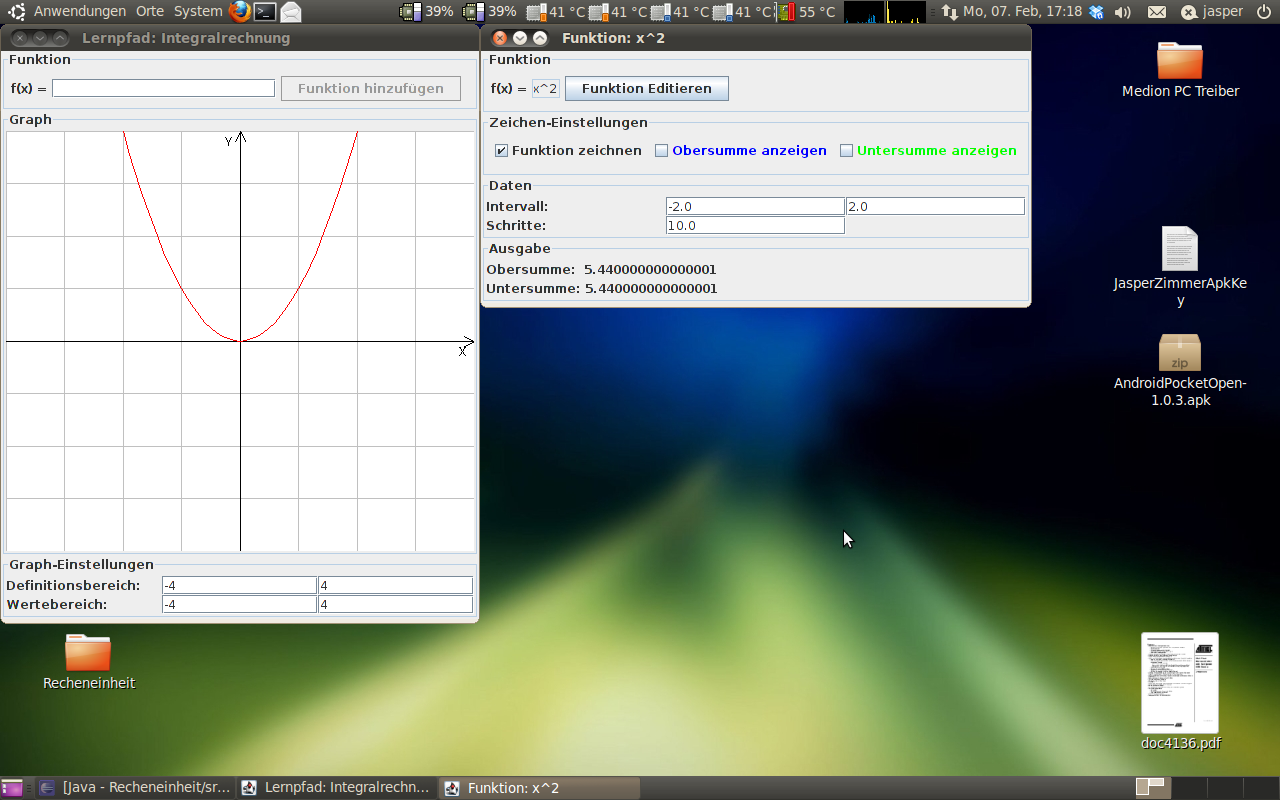 Anwendungen Orte System 39% 39% 41 °C 41 °C 41 °C 41 °C 55 °C Mo, 07. Feb, 17:18 jasper
Lernpfad: Integralrechnung
Funktion
f(x) = Funktion hinzufügen
Graph
Y
X
Graph-Einstellungen
Definitionsbereich: -4 4
Wertebereich: -4 4
Funktion: x^2
Funktion
f(x) = x^2 Funktion Editieren
Zeichen-Einstellungen
Funktion zeichnen Obersumme anzeigen Untersumme anzeigen
Daten
Intervall: -2.0 2.0
Schritte: 10.0
Ausgabe
Obersumme: 5.440000000000001
Untersumme: 5.440000000000001
Medion PC Treiber
JasperZimmerApkKe
y
zip
AndroidPocketOpen-
1.0.3.apk
Recheneinheit
doc4136.pdf
[Java - Recheneinheit/sr... Lernpfad: Integralrechn... Funktion: x^2